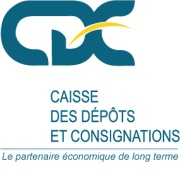 CDC
CAISSE
DES DÉPÔTS
ET CONSIGNATIONS
Le partenaire économique de long terme